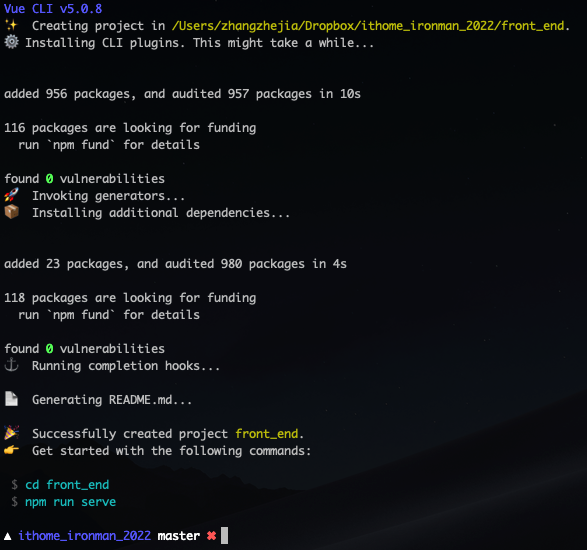 Vue CLI v5.0.8
✨ Creating project in /Users/zhangzhejia/Dropbox/ithome_ironman_2022/front_end.
⚙️ Installing CLI plugins. This might take a while...
added 956 packages, and audited 957 packages in 10s
116 packages are looking for funding
run `npm fund` for details
found 0 vulnerabilities
🚀 Invoking generators...
📦 Installing additional dependencies...
added 23 packages, and audited 980 packages in 4s
118 packages are looking for funding
run `npm fund` for details
found 0 vulnerabilities
⚓ Running completion hooks...
📄 Generating README.md...
🎉 Successfully created project front_end.
👉 Get started with the following commands:
$ cd front_end
$ npm run serve
▲ ithome_ironman_2022 master ✖